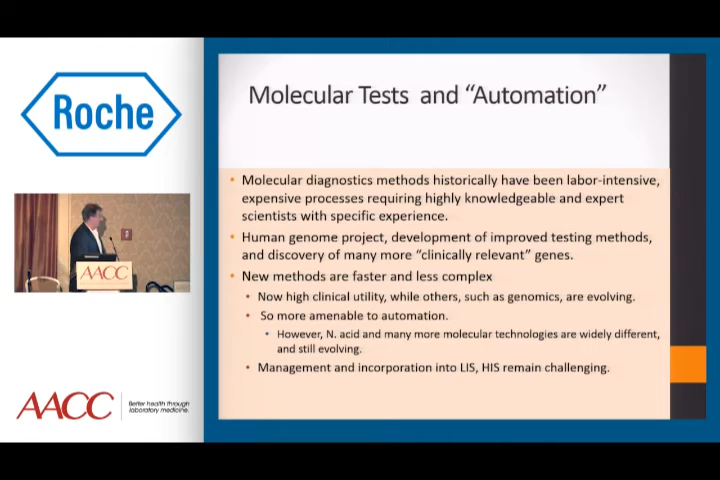 Roche
AACC
AACC
Better health through
laboratory medicine.
Molecular Tests and “Automation”
• Molecular diagnostics methods historically have been labor-intensive,
expensive processes requiring highly knowledgeable and expert
scientists with specific experience.
• Human genome project, development of improved testing methods,
and discovery of many more “clinically relevant” genes.
• New methods are faster and less complex
• Now high clinical utility, while others, such as genomics, are evolving.
• So more amenable to automation.
• However, N. acid and many more molecular technologies are widely different,
and still evolving.
• Management and incorporation into LIS, HIS remain challenging.